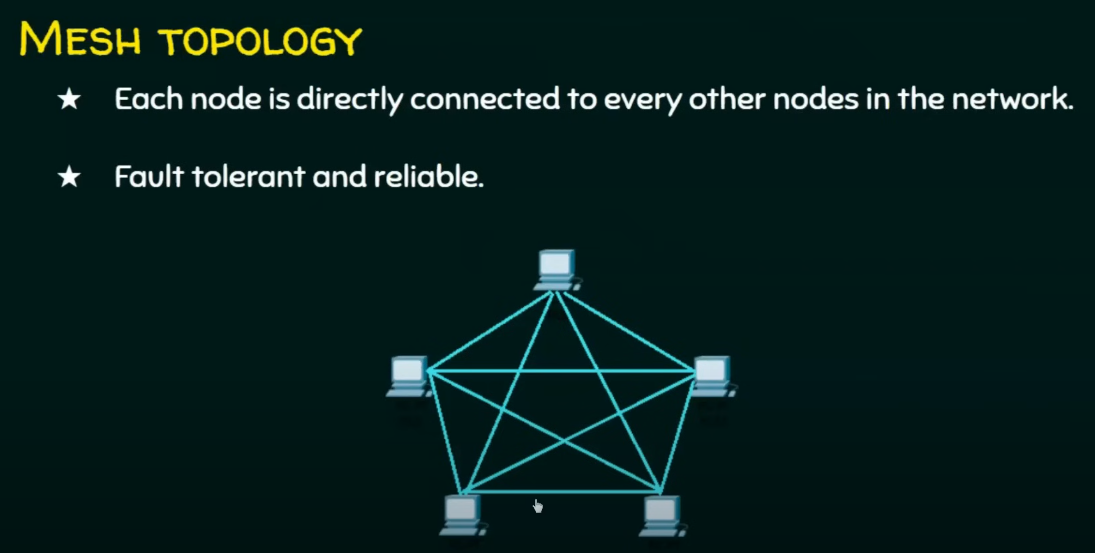 Mesh topology
★ Each node is directly connected to every other nodes in the network.
★ Fault tolerant and reliable.